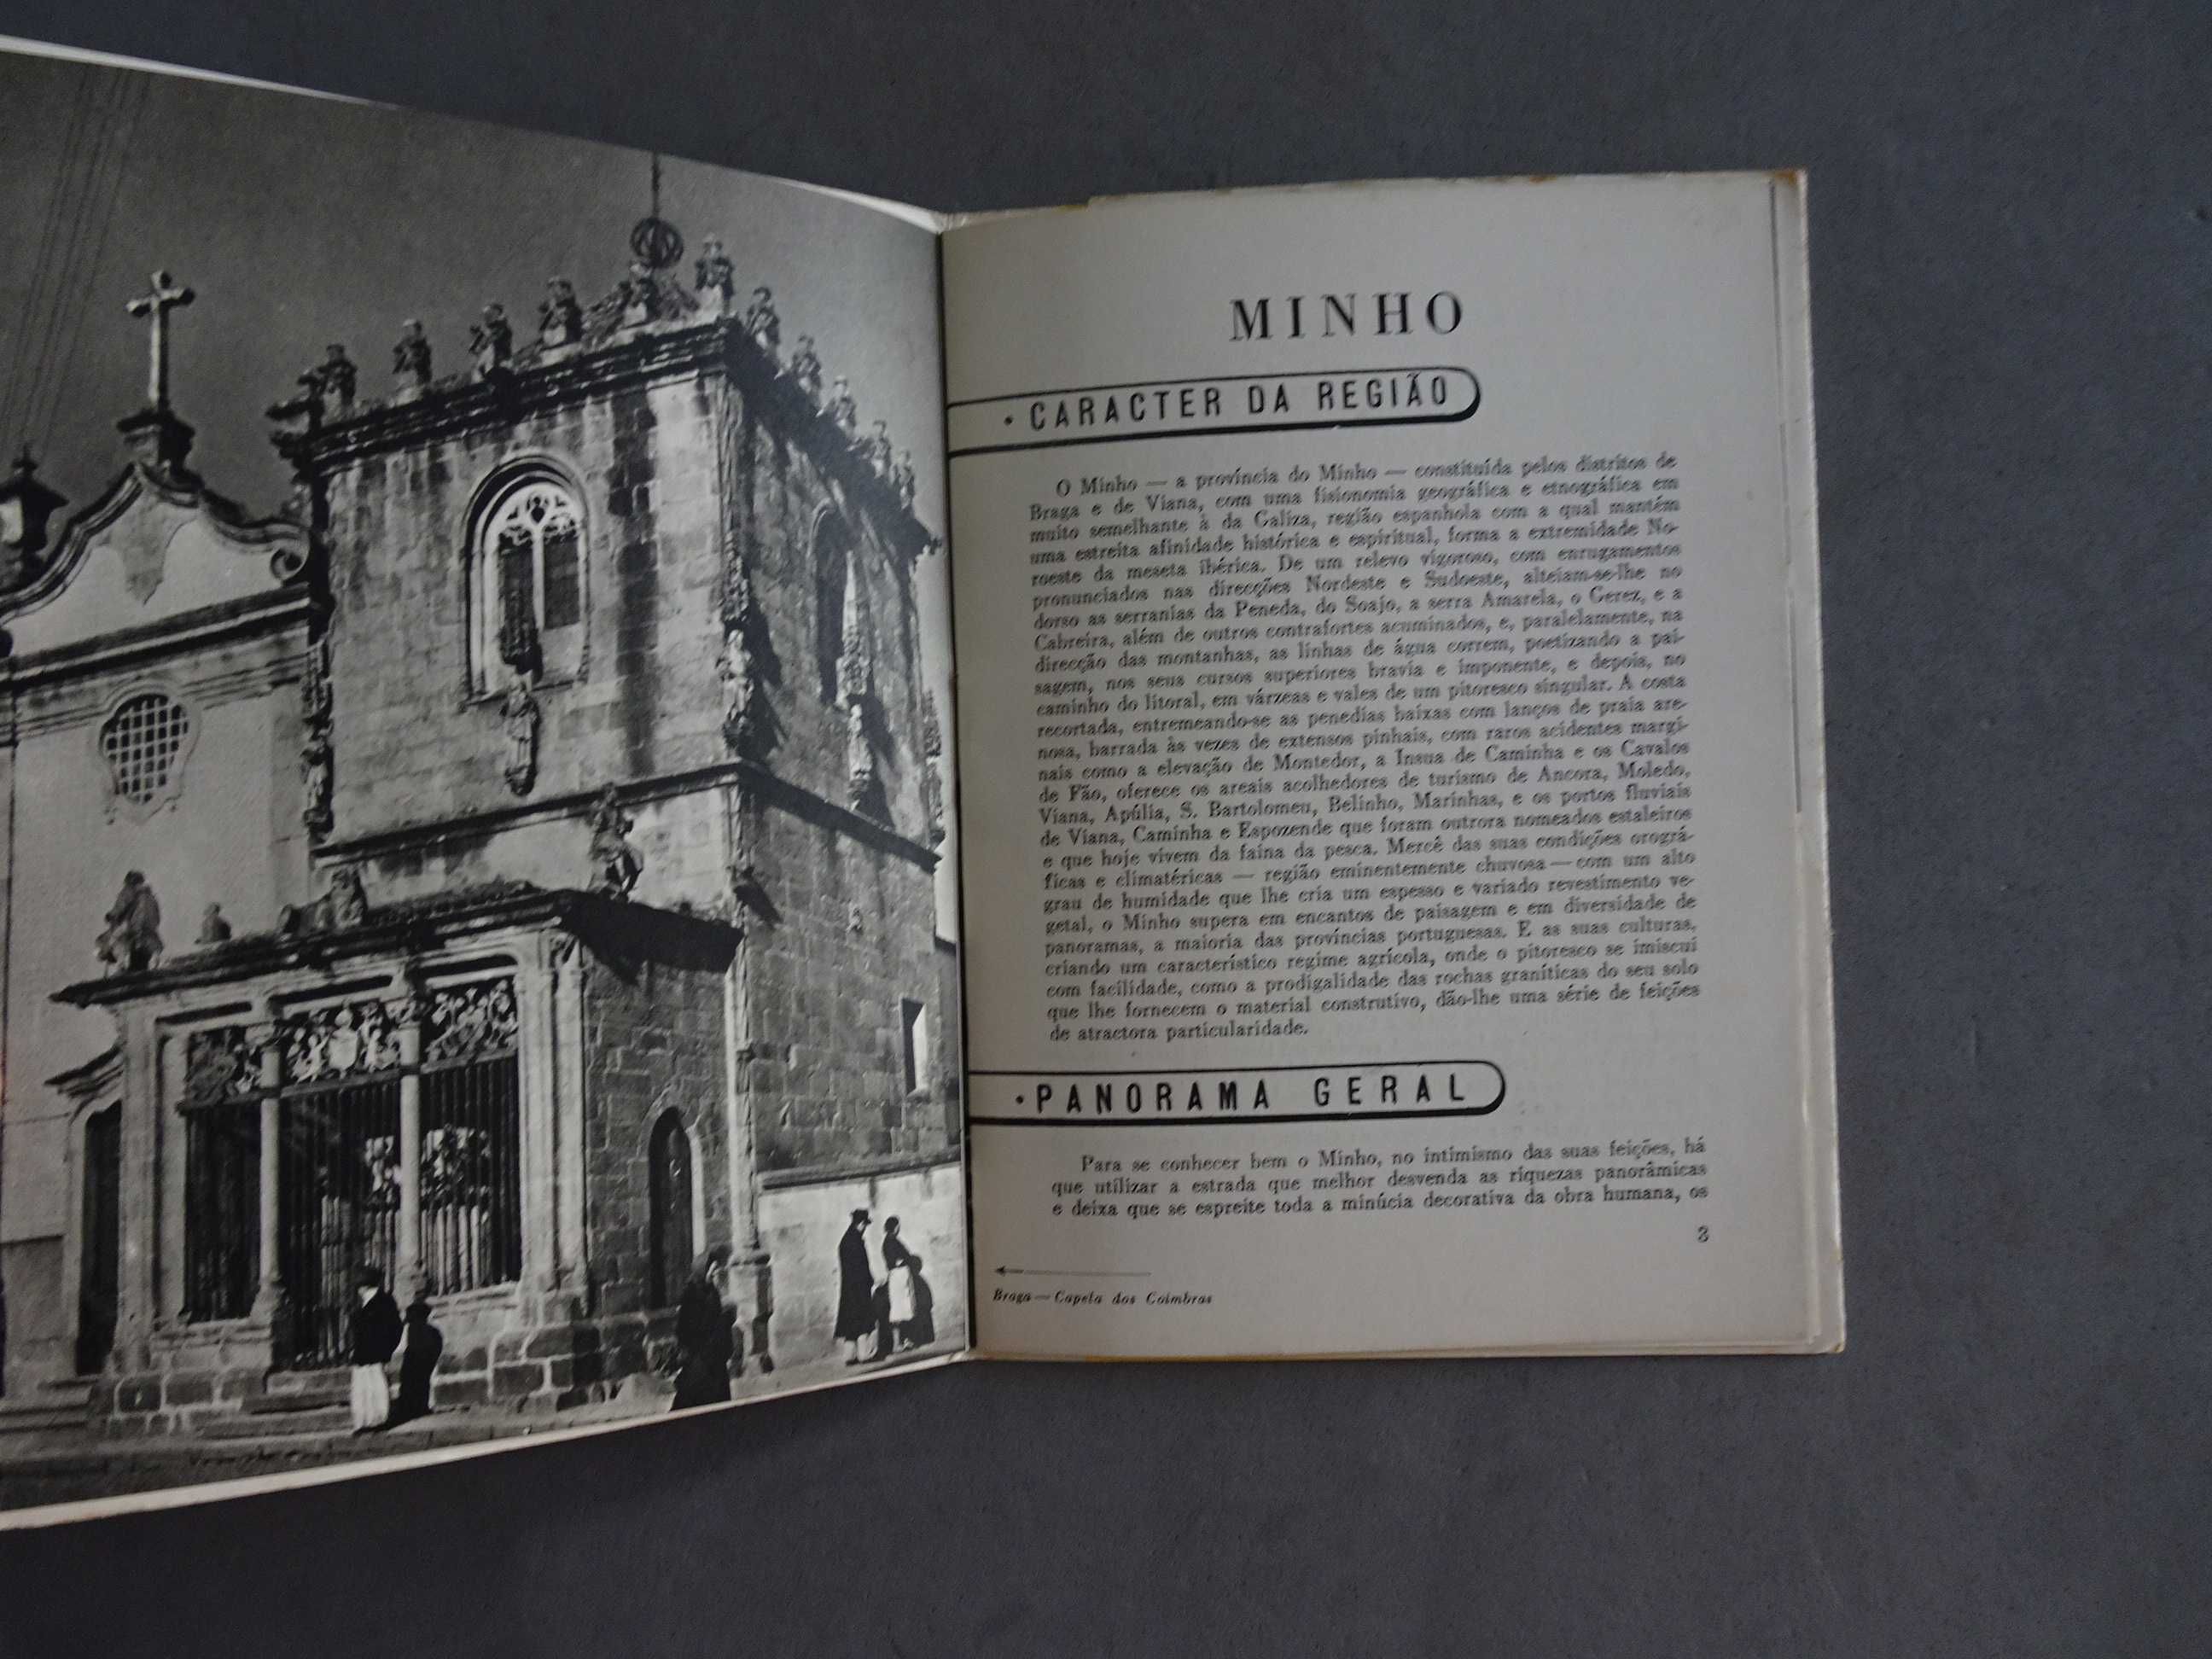 MINHO
• CARACTER DA REGIÃO
O Minho — a província do Minho — constituída pelos distritos de
Braga e de Viana, com uma fisionomia geográfica e etnográfica em
muito semelhante à da Galiza, região espanhola com a qual mantém
uma estreita afinidade histórica e espiritual, forma a extremidade No-
roeste da meseta ibérica. De um relevo vigoroso, com enrugamentos
pronunciados nas direcções Nordeste e Sudoeste, alteiam-se-lhe no
dorso as serranias da Peneda, do Soajo, a serra Amarela, o Gerez, e a
Cabreira, além de outros contrafortes acuminados, e, paralelamente, na
direcção das montanhas, as linhas de água correm, poetizando a pai-
sagem, nos seus cursos superiores bravia e imponente, e depois, no
caminho do litoral, em várzeas e vales de um pitoresco singular. A costa
recortada, entremeando-se as penedias baixas com lanços de praia are-
nosa, barrada às vezes de extensos pinhais, com raros acidentes margi-
nais como a elevação de Montedor, a Insua de Caminha e os Cavalos
de Fão, oferece os areais acolhedores de turismo de Ancora, Moledo,
Viana, Apúlia, S. Bartolomeu, Belinho, Marinhas, e os portos fluviais
de Viana, Caminha e Espozende que foram outrora nomeados estaleiros
e que hoje vivem da faina da pesca. Mercê das suas condições orográ-
ficas e climatéricas — região eminentemente chuvosa — com um alto
grau de humidade que lhe cria um espesso e variado revestimento ve-
getal, o Minho supera em encantos de paisagem e em diversidade de
panoramas, a maioria das províncias portuguesas. E as suas culturas,
criando um característico regime agrícola, onde o pitoresco se imiscui
com facilidade, como a prodigalidade das rochas graníticas do seu solo
que lhe fornecem o material construtivo, dão-lhe uma série de feições
de atractora particularidade.
• PANORAMA GERAL
Para se conhecer bem o Minho, no intimismo das suas feições, há
que utilizar a estrada que melhor desvenda as riquezas panorâmicas
e deixa que se espreite toda a minúcia decorativa da obra humana, os
3
Braga — Capela dos Coimbras